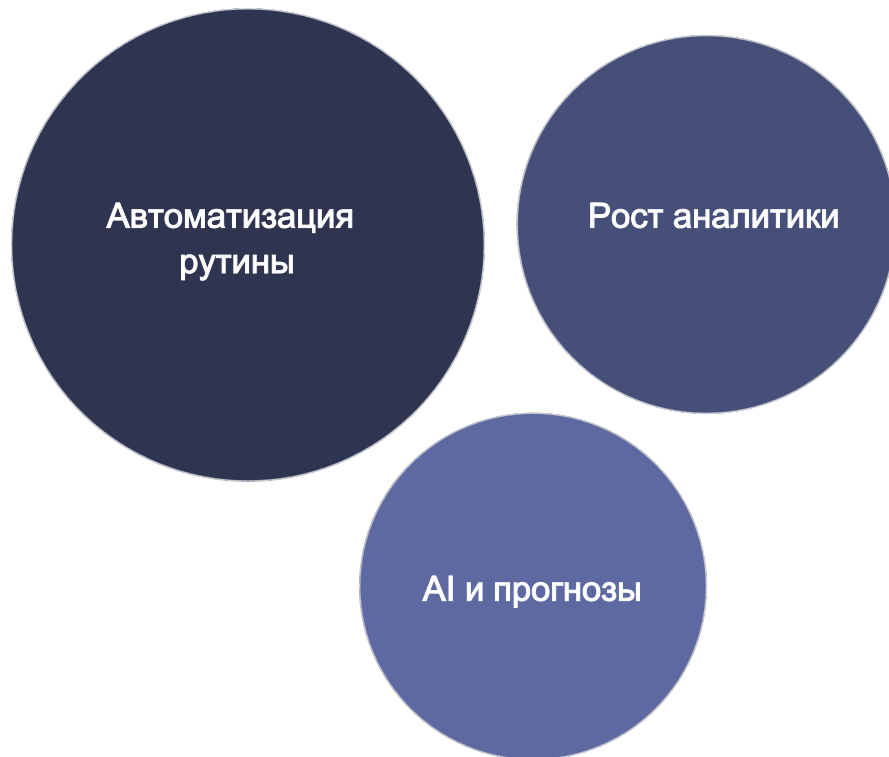 Автоматизация
рутины
Рост аналитики
AI и прогнозы